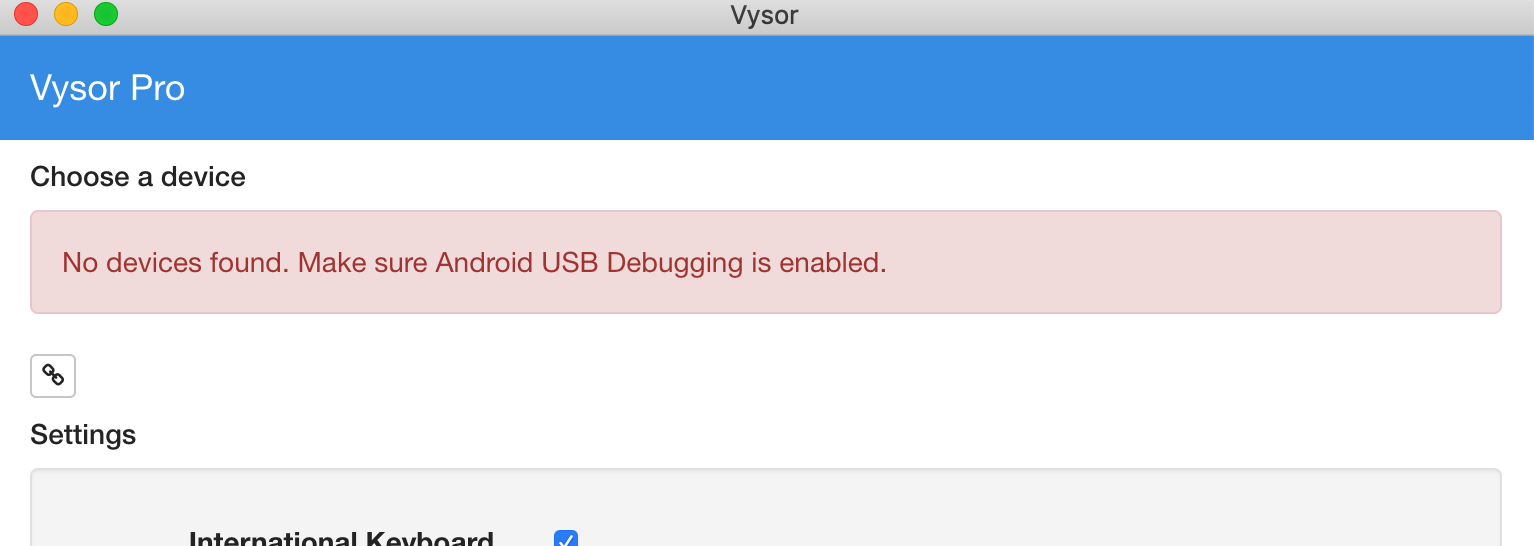 Vysor
Vysor Pro
Choose a device
No devices found. Make sure Android USB Debugging is enabled.
Settings
International Keyboard